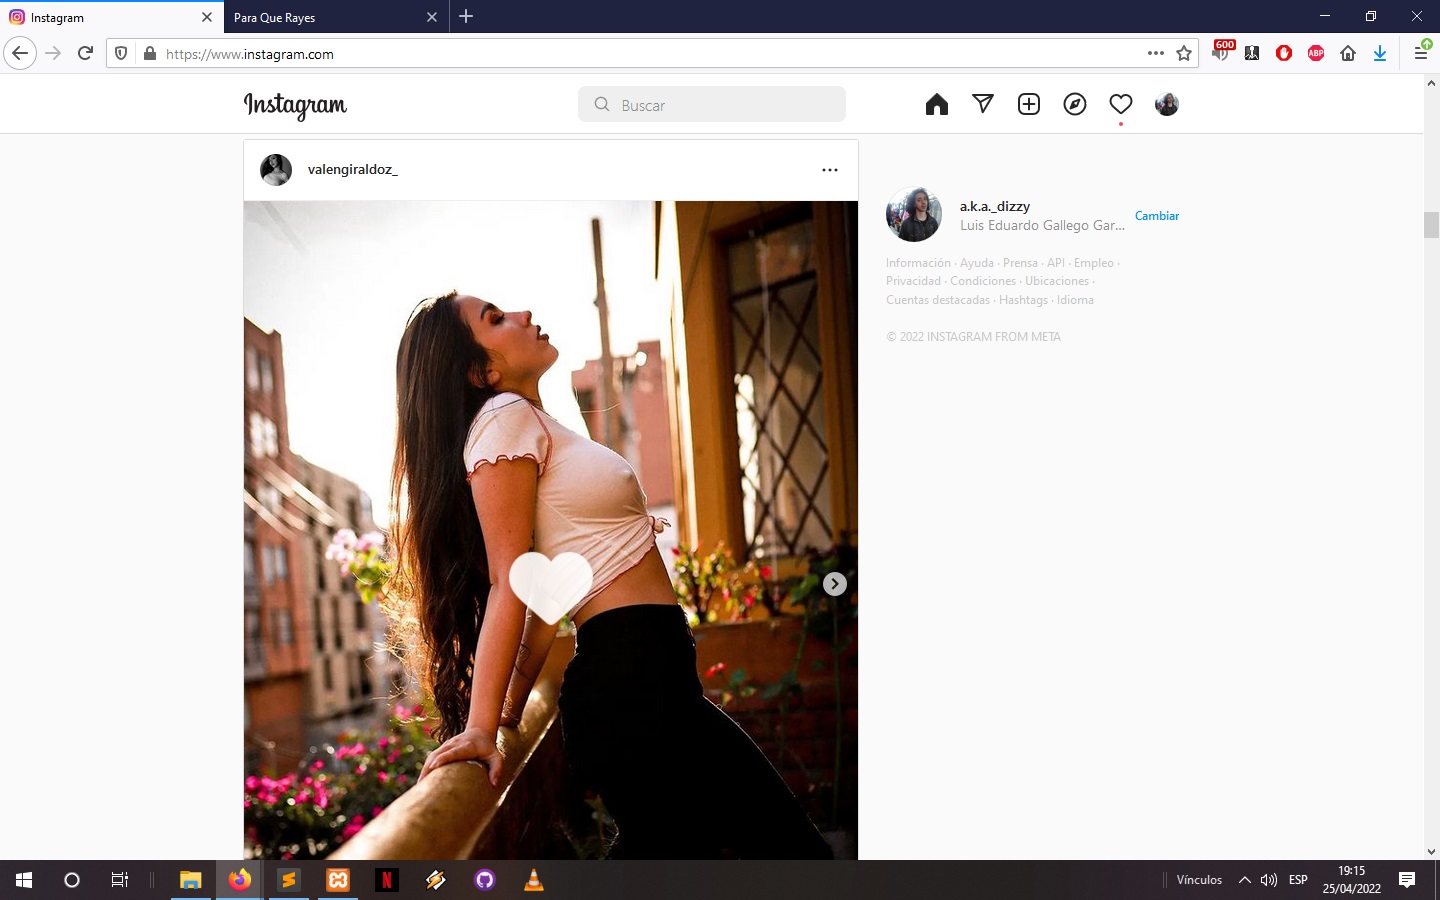 Instagram
Para Que Rayes
https://www.instagram.com
600
ABP
Instagram
Buscar
valengiraldoz_
a.k.a._dizzy
Luis Eduardo Gallego Gar...
Cambiar
Información · Ayuda · Prensa · API · Empleo ·
Privacidad · Condiciones · Ubicaciones ·
Cuentas destacadas · Hashtags · Idioma
© 2022 INSTAGRAM FROM META
N
Vínculos
ESP
19:15
25/04/2022